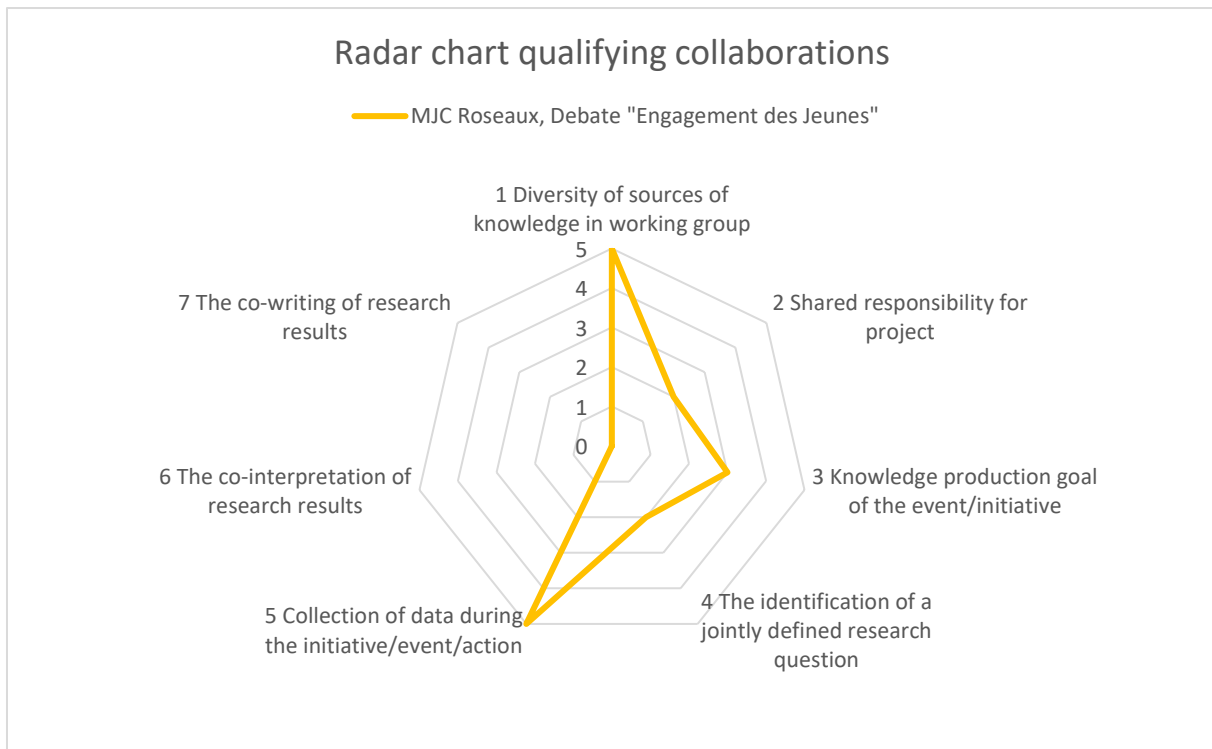 Radar chart qualifying collaborations
MJC Roseaux, Debate "Engagement des Jeunes"
1 Diversity of sources of
knowledge in working group
5
4
3
2
1
0
2 Shared responsibility for
project
3 Knowledge production goal
of the event/initiative
4 The identification of a
jointly defined research
question
5 Collection of data during
the initiative/event/action
6 The co-interpretation of
research results
7 The co-writing of research
results